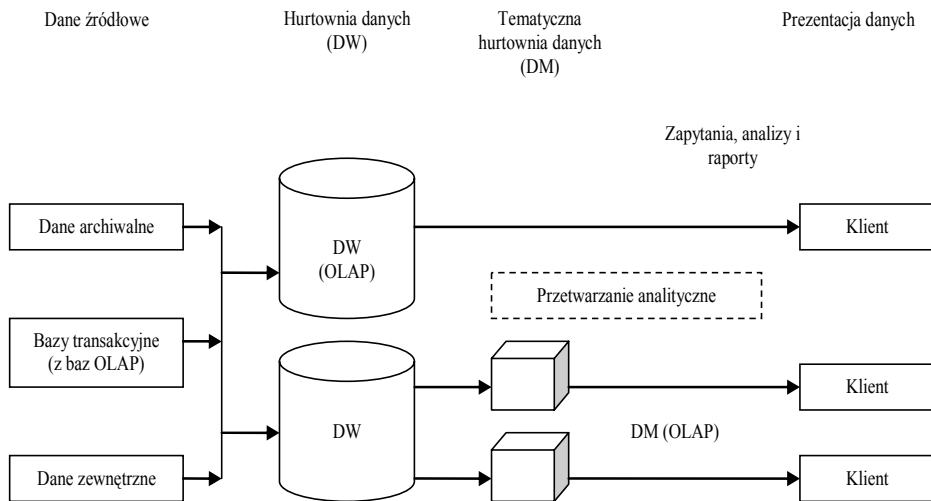 Dane źródłowe
Hurtownia danych
(DW)
Tematyczna
hurtownia danych
(DM)
Prezentacja danych
Zapytania, analizy i
raporty
Dane archiwalne
DW
(OLAP)
Klient
Przetwarzanie analityczne
Bazy transakcyjne
(z baz OLAP)
Klient
DW
DM (OLAP)
Dane zewnętrzne
Klient